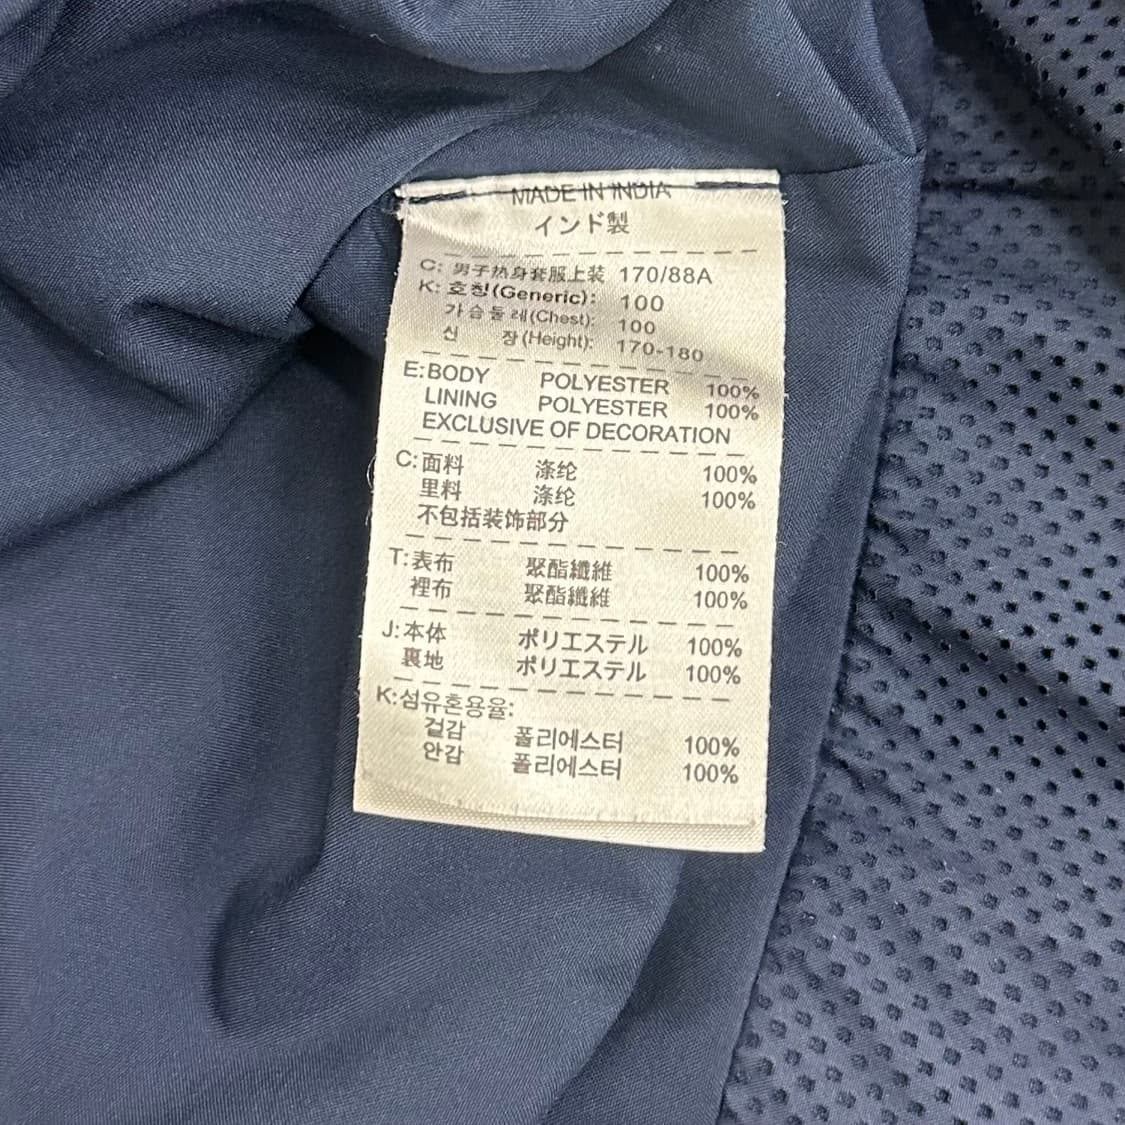 MADE IN INDIA
インド製
C: 男子热身套服上装 170/88A
K: 호칭(Generic): 100
가슴둘레(Chest): 100
신 장(Height): 170-180
E:BODY POLYESTER 100%
LINING POLYESTER 100%
EXCLUSIVE OF DECORATION
C:面料 涤纶 100%
里料 涤纶 100%
不包括装饰部分
T:表布 聚酯纖維 100%
裡布 聚酯纖維 100%
J:本体 ポリエステル 100%
裏地 ポリエステル 100%
K:섬유혼용율:
겉감 폴리에스터 100%
안감 폴리에스터 100%